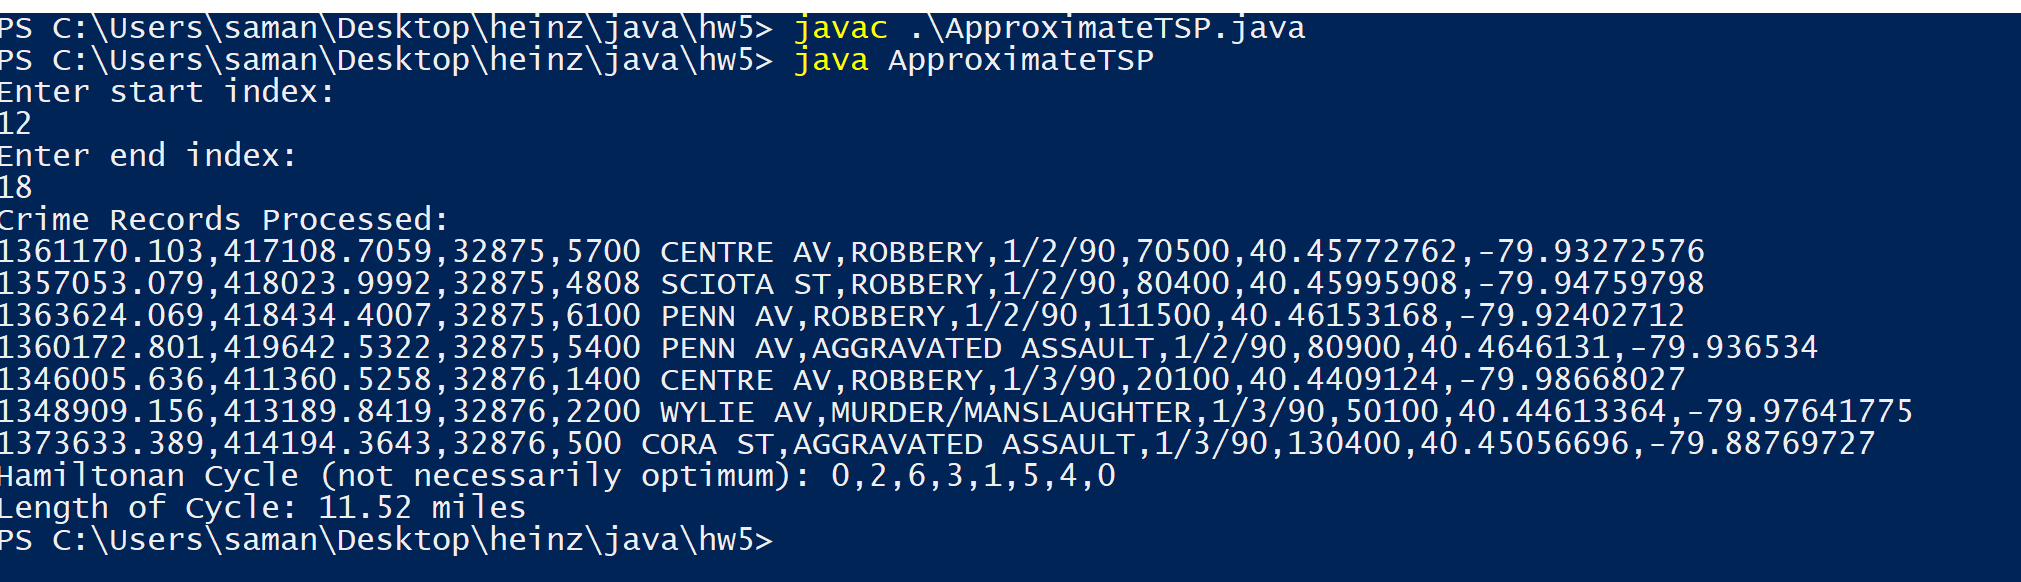 PS C:\Users\saman\Desktop\heinz\java\hw5> javac .\ApproximateTSP.java
PS C:\Users\saman\Desktop\heinz\java\hw5> java ApproximateTSP
Enter start index:
12
Enter end index:
18
Crime Records Processed:
1361170.103,417108.7059,32875,5700 CENTRE AV,ROBBERY,1/2/90,70500,40.45772762,-79.93272576
1357053.079,418023.9992,32875,4808 SCIOTA ST,ROBBERY,1/2/90,80400,40.45995908,-79.94759798
1363624.069,418434.4007,32875,6100 PENN AV,ROBBERY,1/2/90,111500,40.46153168,-79.92402712
1360172.801,419642.5322,32875,5400 PENN AV,AGGRAVATED ASSAULT,1/2/90,80900,40.4646131,-79.936534
1346005.636,411360.5258,32876,1400 CENTRE AV,ROBBERY,1/3/90,20100,40.4409124,-79.98668027
1348909.156,413189.8419,32876,2200 WYLIE AV,MURDER/MANSLAUGHTER,1/3/90,50100,40.44613364,-79.97641775
1373633.389,414194.3643,32876,500 CORA ST,AGGRAVATED ASSAULT,1/3/90,130400,40.45056696,-79.88769727
Hamiltonan Cycle (not necessarily optimum): 0,2,6,3,1,5,4,0
Length of Cycle: 11.52 miles
PS C:\Users\saman\Desktop\heinz\java\hw5>